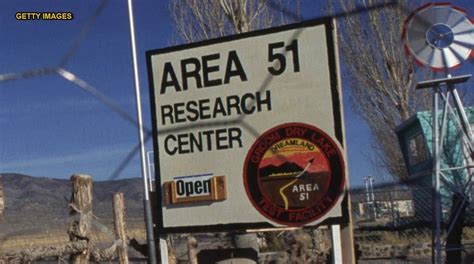 GETTY IMAGES
AREA 51
RESEARCH
CENTER
Open
GROOM DRY LAKE
DREAMLAND
AREA
51
TEST FACILITY